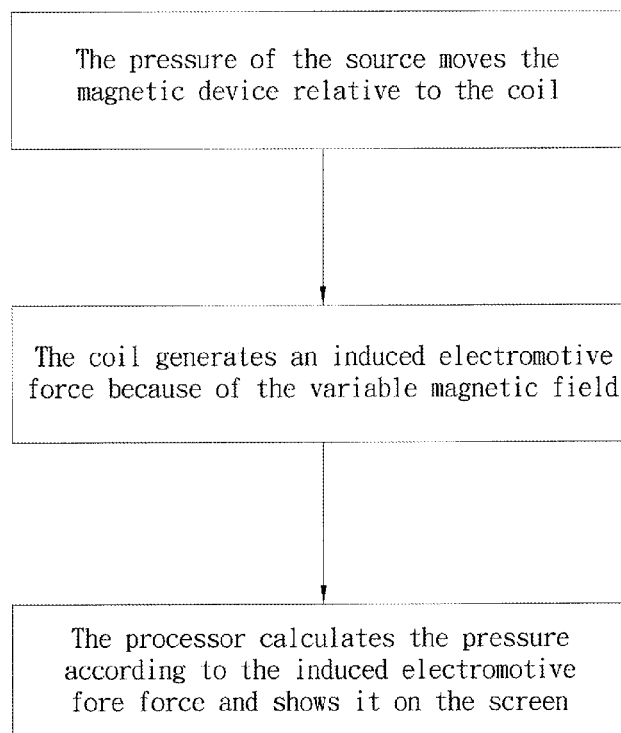 The pressure of the source moves the
magnetic device relative to the coil
The coil generates an induced electromotive
force because of the variable magnetic field
The processor calculates the pressure
according to the induced electromotive
fore force and shows it on the screen